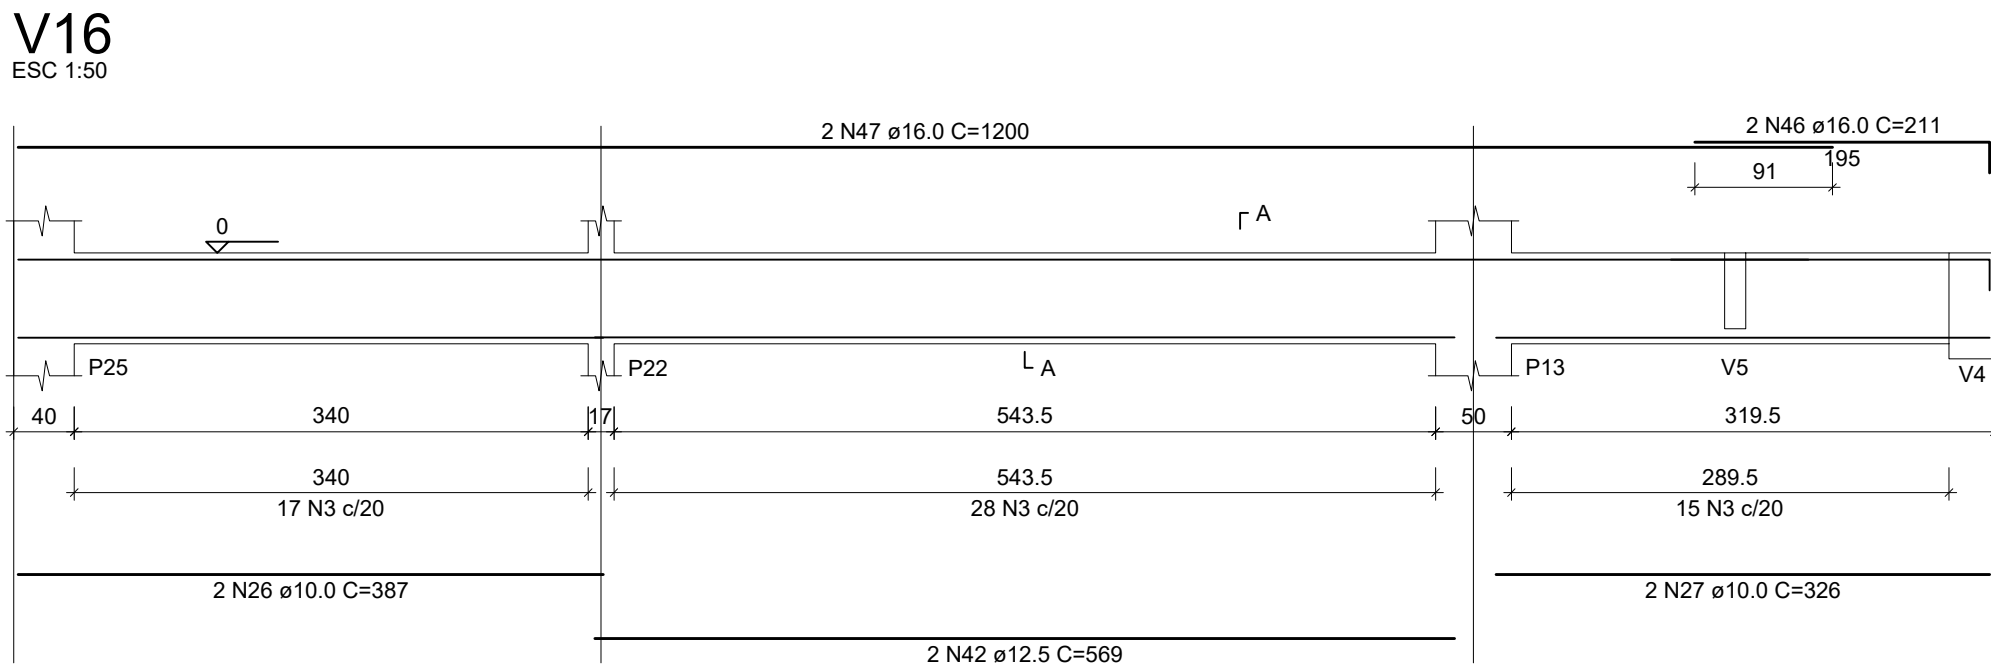 V16
ESC 1:50
2 N47 ø16.0 C=1200
2 N46 ø16.0 C=211
195
91
0
A
P25
P22
A
P13
V5
V4
40
340
17
543.5
50
319.5
340
543.5
289.5
17 N3 c/20
28 N3 c/20
15 N3 c/20
2 N26 ø10.0 C=387
2 N27 ø10.0 C=326
2 N42 ø12.5 C=569